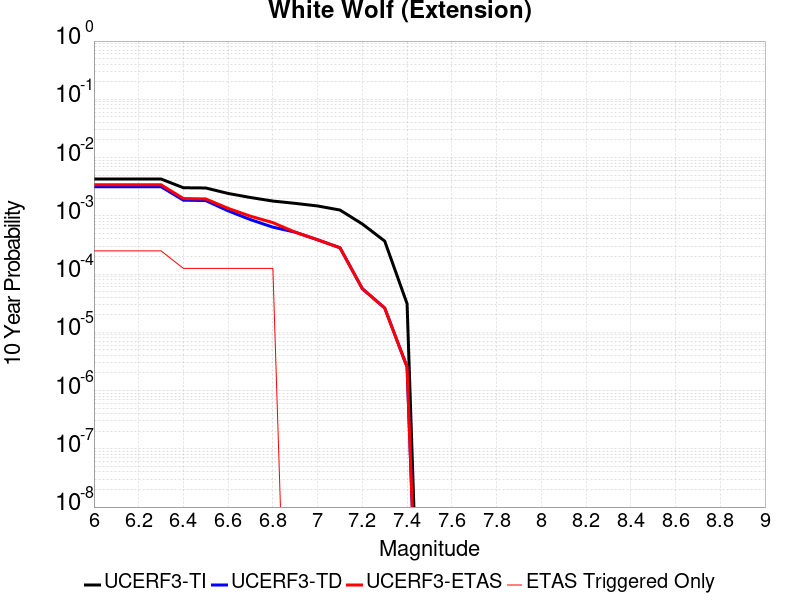 White Wolf (Extension)
10 0
10 -1
10 -2
10 -3
10 -4
10 -5
10 -6
10 -7
10 -8
10 Year Probability
6 6.2 6.4 6.6 6.8 7 7.2 7.4 7.6 7.8 8 8.2 8.4 8.6 8.8 9
Magnitude
UCERF3-TI UCERF3-TD UCERF3-ETAS ETAS Triggered Only